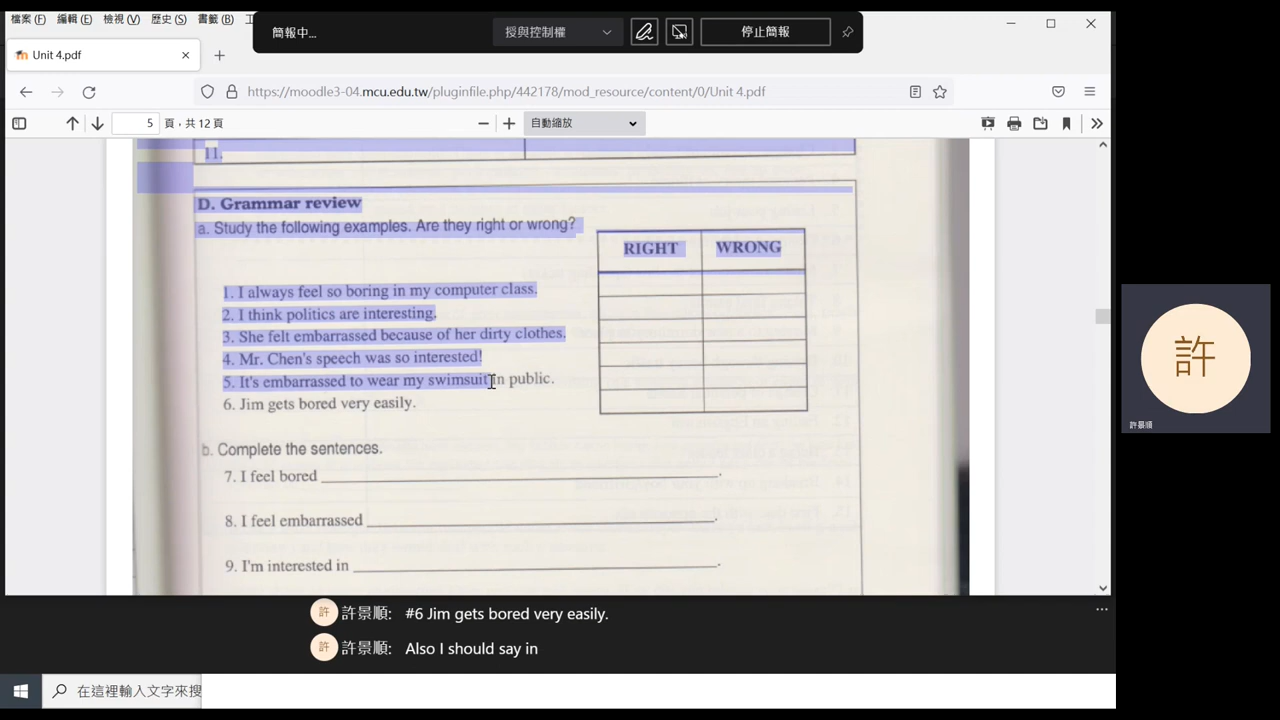 檔案 (F) 編輯 (E) 檢視 (V) 歷史 (S) 書籤 (B)
簡報中...
授與控制權
停止簡報
Unit 4.pdf
https://moodle3-04.mcu.edu.tw/pluginfile.php/442178/mod_resource/content/0/Unit 4.pdf
5 頁，共 12 頁
自動縮放
11.
D. Grammar review
a. Study the following examples. Are they right or wrong?
RIGHT WRONG
1. I always feel so boring in my computer class.
2. I think politics are interesting.
3. She felt embarrassed because of her dirty clothes.
4. Mr. Chen's speech was so interested!
5. It's embarrassed to wear my swimsuit in public.
6. Jim gets bored very easily.
b. Complete the sentences.
7. I feel bored .
8. I feel embarrassed .
9. I'm interested in .
許
許景順
許 許景順: #6 Jim gets bored very easily.
許 許景順: Also I should say in
在這裡輸入文字來搜